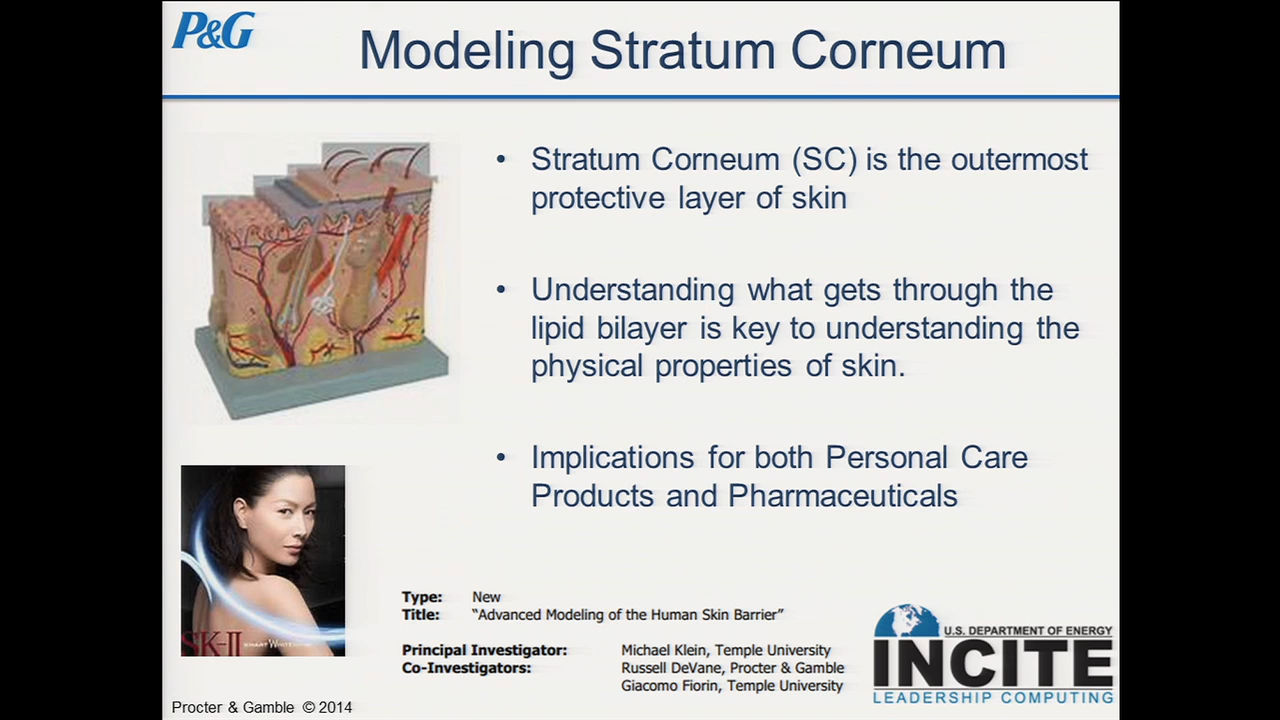 P&G
Modeling Stratum Corneum
• Stratum Corneum (SC) is the outermost
protective layer of skin
• Understanding what gets through the
lipid bilayer is key to understanding the
physical properties of skin.
• Implications for both Personal Care
Products and Pharmaceuticals
SK-II
Type: New
Title: “Advanced Modeling of the Human Skin Barrier”
Principal Investigator: Michael Klein, Temple University
Co-Investigators: Russell DeVane, Procter & Gamble
Giacomo Fiorin, Temple University
U.S. DEPARTMENT OF ENERGY
INCITE
LEADERSHIP COMPUTING
Procter & Gamble © 2014